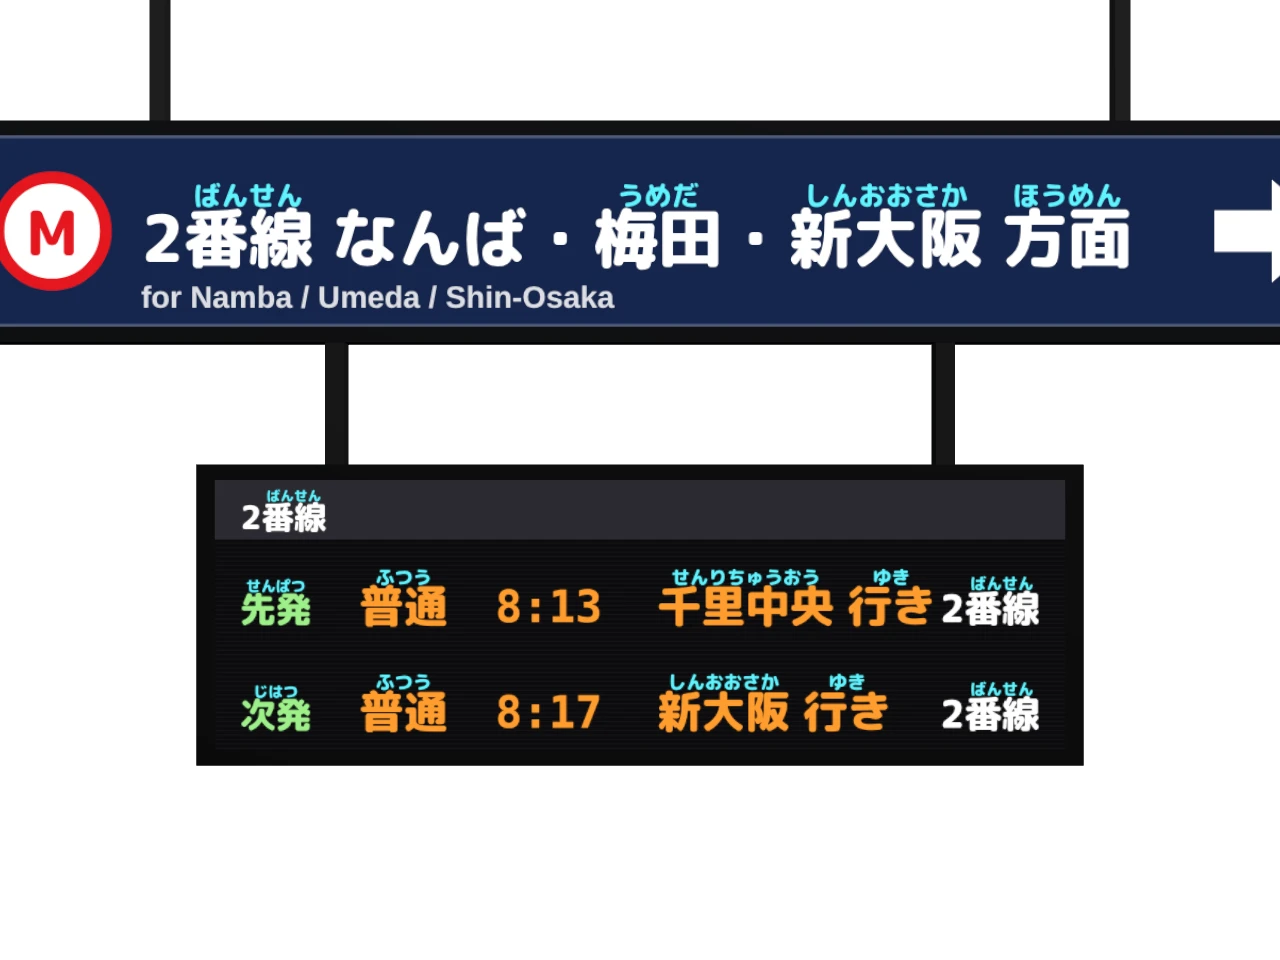 ばんせん うめだ しんおおさか ほうめん
M 2番線 なんば・梅田・新大阪 方面
for Namba / Umeda / Shin-Osaka
ばんせん
2番線
せんぱつ ふつう せんりちゅうおう ゆき ばんせん
先発 普通 8:13 千里中央 行き 2番線
じはつ ふつう しんおおさか ゆき ばんせん
次発 普通 8:17 新大阪 行き 2番線